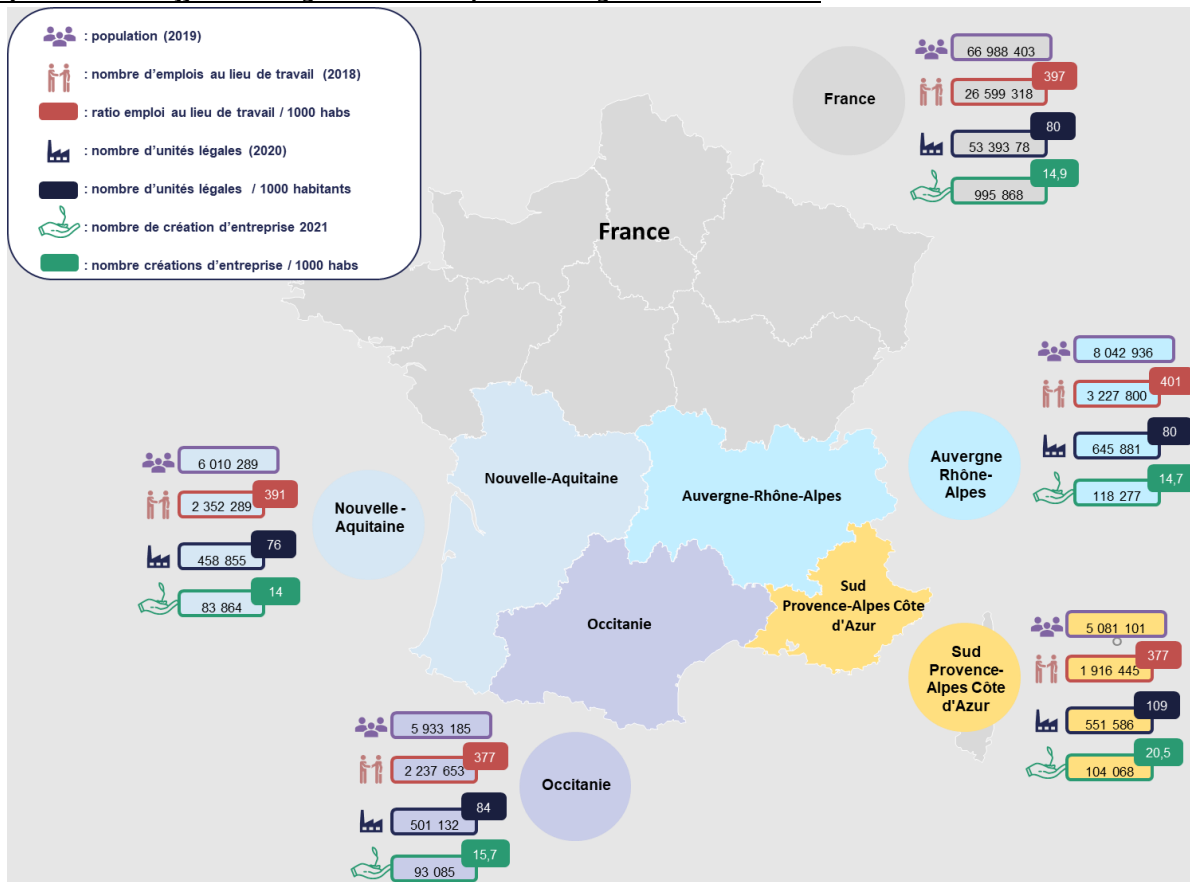 : population (2019)
: nombre d'emplois au lieu de travail (2018)
: ratio emploi au lieu de travail / 1000 habs
: nombre d'unités légales (2020)
: nombre d'unités légales / 1000 habitants
: nombre de création d'entreprise 2021
: nombre créations d'entreprise / 1000 habs
France
66 988 403
397
26 599 318
80
53 393 78
14,9
995 868
France
Nouvelle-Aquitaine
Auvergne-Rhône-Alpes
Sud
Provence-Alpes Côte
d'Azur
Occitanie
6 010 289
391
2 352 289
76
458 855
14
83 864
Nouvelle -
Aquitaine
8 042 936
401
3 227 800
80
645 881
14,7
118 277
Auvergne
Rhône-
Alpes
5 081 101
377
1 916 445
109
551 586
20,5
104 068
Sud
Provence-
Alpes Côte
d'Azur
5 933 185
377
2 237 653
84
501 132
15,7
93 085
Occitanie